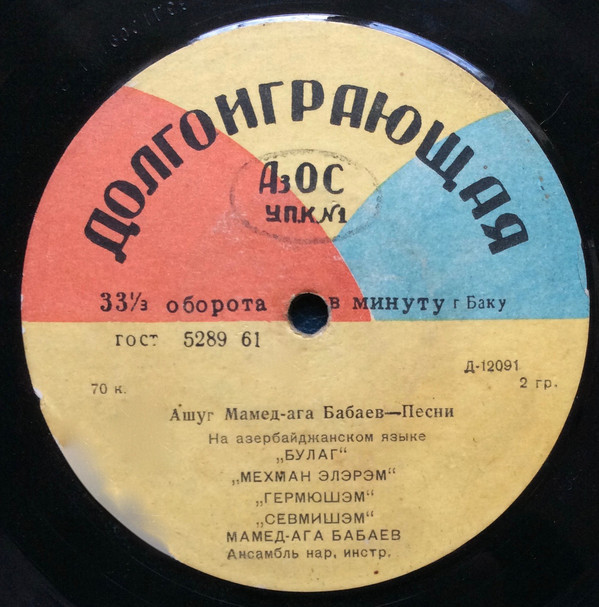 ДОЛГОИГРАЮЩАЯ
АзОС
У.П.К.№1
33⅓ оборота в минуту г Баку
гост 5289 61
Д-12091
70 к. 2 гр.
Ашуг Мамед-ага Бабаев—Песни
На азербайджанском языке
„БУЛАГ“
„МЕХМАН ЭЛЭРЭМ“
„ГЕРМЮШЭМ“
„СЕВМИШЭМ“
МАМЕД-АГА БАБАЕВ
Ансамбль нар, инстр.